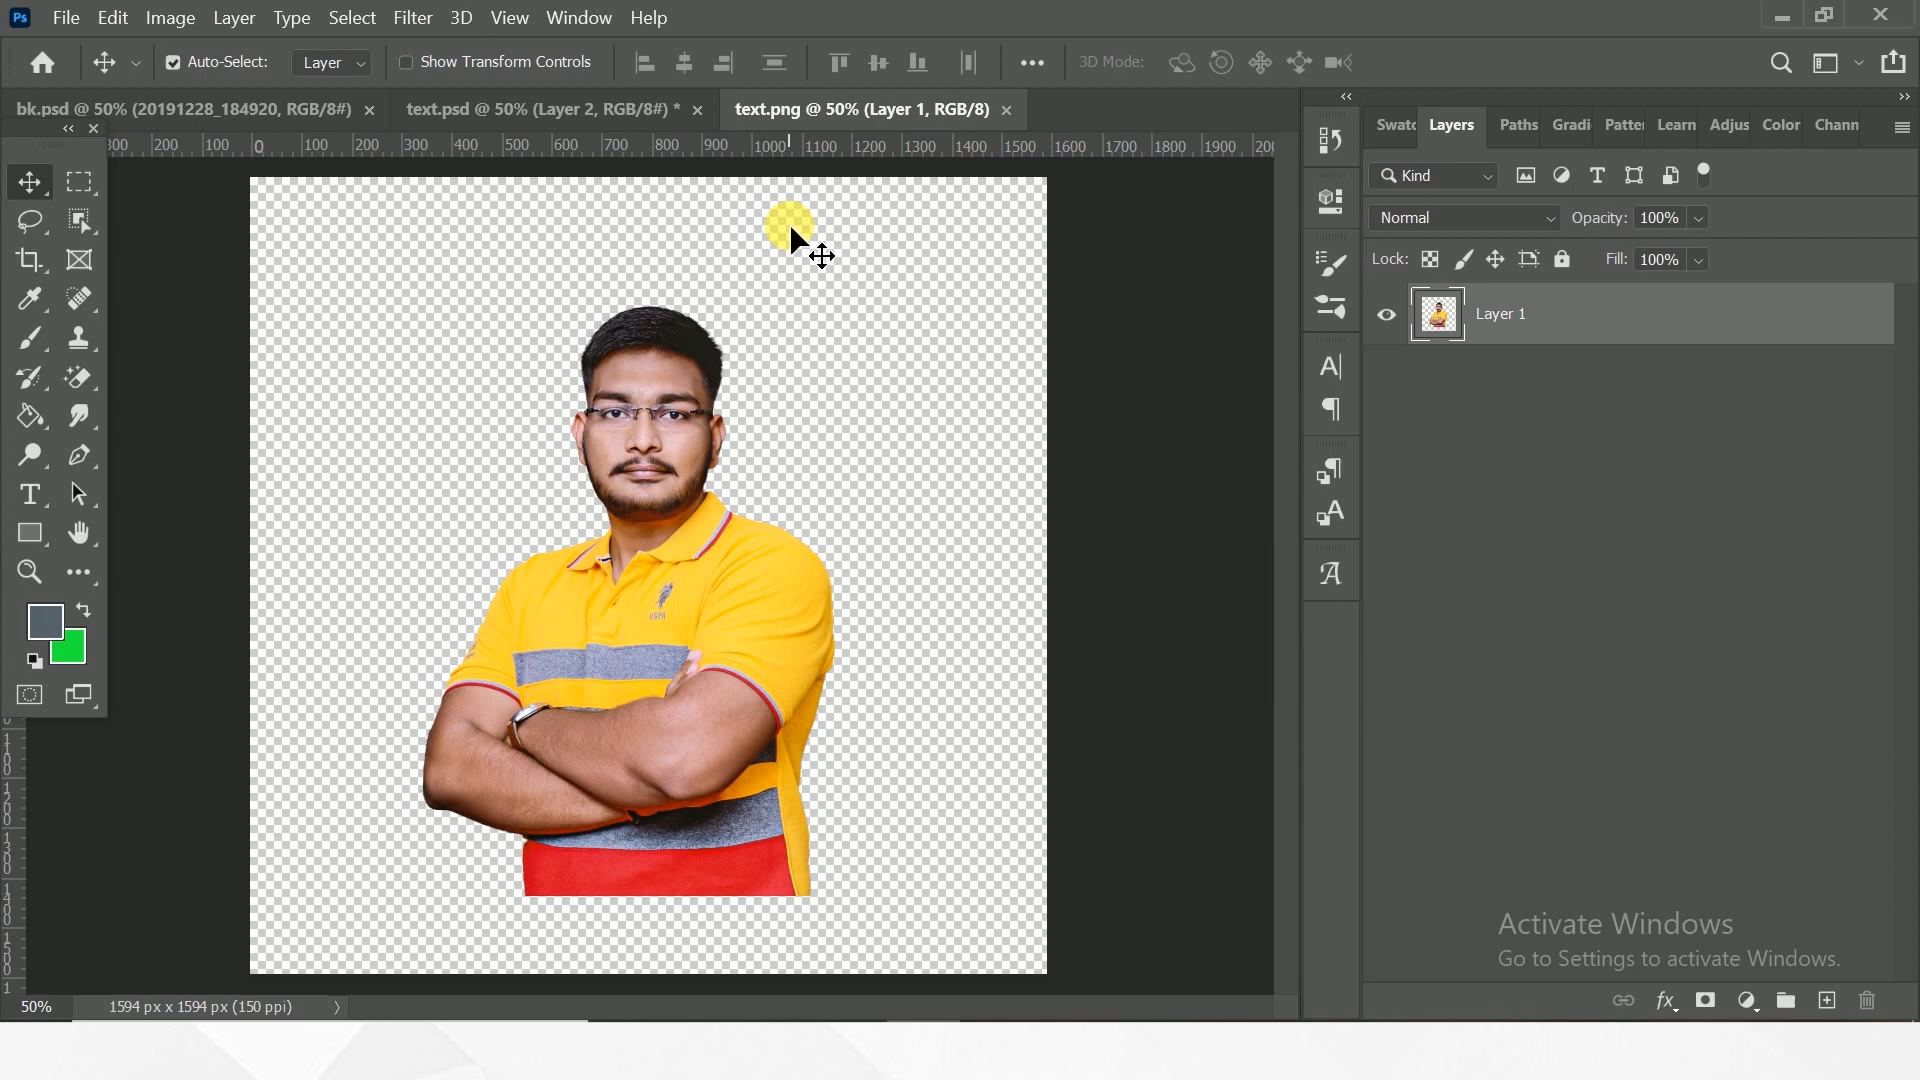 Ps File Edit Image Layer Type Select Filter 3D View Window Help
Auto-Select: Layer Show Transform Controls 3D Mode:
bk.psd @ 50% (20191228_184920, RGB/8#) text.psd @ 50% (Layer 2, RGB/8#) * text.png @ 50% (Layer 1, RGB/8)
300 200 100 0 100 200 300 400 500 600 700 800 900 1000 1100 1200 1300 1400 1500 1600 1700 1800 1900
Swatc Layers Paths Gradi Patter Learn Adjus Color Chann
Kind
Normal Opacity: 100%
Lock: Fill: 100%
Layer 1
USPA
Activate Windows
Go to Settings to activate Windows.
50% 1594 px x 1594 px (150 ppi)
fx